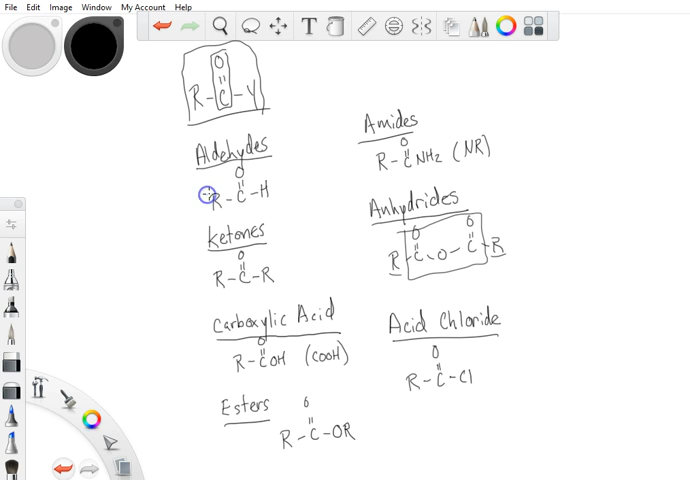 File Edit Image Window My Account Help
O
R-C-Y
Aldehydes
O
R-C-H
Ketones
O
R-C-R
Carboxylic Acid
O
R-COH (COOH)
Esters
O
R-C-OR
Amides
O
R-CNH2 (NR)
Anhydrides
O O
R-C-O-C-R
Acid Chloride
O
R-C-Cl